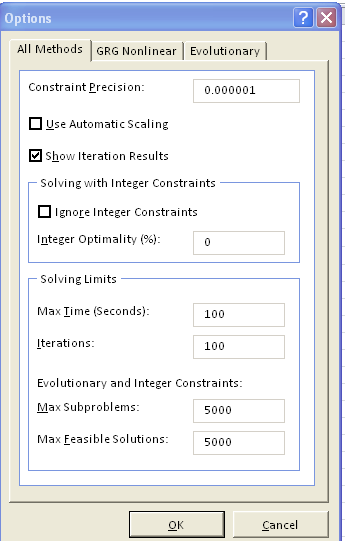 Options
All Methods GRG Nonlinear Evolutionary
Constraint Precision: 0.000001
Use Automatic Scaling
Show Iteration Results
Solving with Integer Constraints
Ignore Integer Constraints
Integer Optimality (%): 0
Solving Limits
Max Time (Seconds): 100
Iterations: 100
Evolutionary and Integer Constraints:
Max Subproblems: 5000
Max Feasible Solutions: 5000
OK Cancel